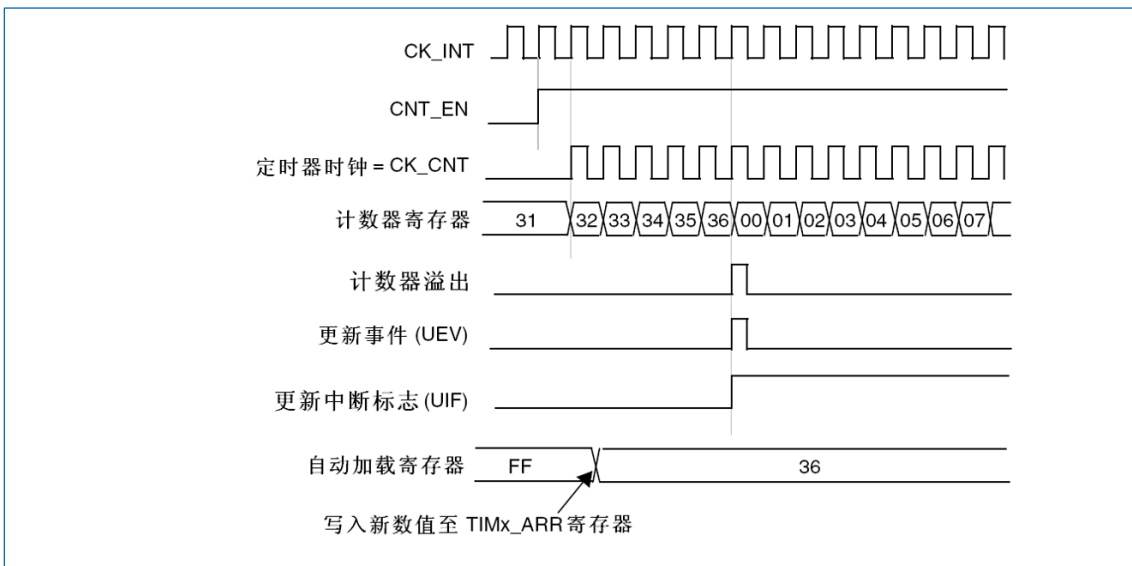 CK_INT
CNT_EN
定时器时钟 = CK_CNT
计数器寄存器 31 32 33 34 35 36 00 01 02 03 04 05 06 07
计数器溢出
更新事件 (UEV)
更新中断标志 (UIF)
自动加载寄存器 FF 36
写入新数值至 TIMx_ARR 寄存器